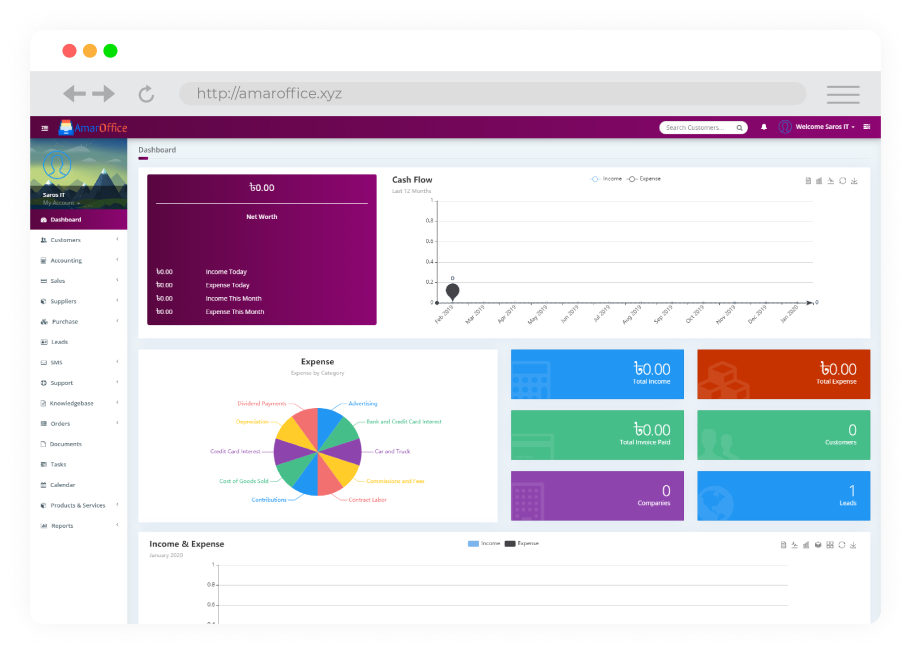 http://amaroffice.xyz
AmarOffice
Search Customers...
Welcome Saros IT
Saros IT
My Account
Dashboard
Customers
Accounting
Sales
Suppliers
Purchase
Leads
SMS
Support
Knowledgebase
Orders
Documents
Tasks
Calendar
Products & Services
Reports
Dashboard
৳0.00
Net Worth
৳0.00 Income Today
৳0.00 Expense Today
৳0.00 Income This Month
৳0.00 Expense This Month
Cash Flow
Last 12 Months
Income Expense
1
0.8
0.6
0.4
0.2
0
0
0
Feb 2019 Mar 2019 Apr 2019 May 2019 Jun 2019 Jul 2019 Aug 2019 Sep 2019 Oct 2019 Nov 2019 Dec 2019 Jan 2020
Expense
Expense by Category
Dividend Payments Advertising
Depreciation Bank and Credit Card Interest
Credit Card Interest Car and Truck
Cost of Goods Sold Commissions and Fees
Contributions Contract Labor
৳0.00
Total Income
৳0.00
Total Expense
৳0.00
Total Invoice Paid
0
Customers
0
Companies
1
Leads
Income & Expense
January 2020
Income Expense
1
0.8
0.6
0.4